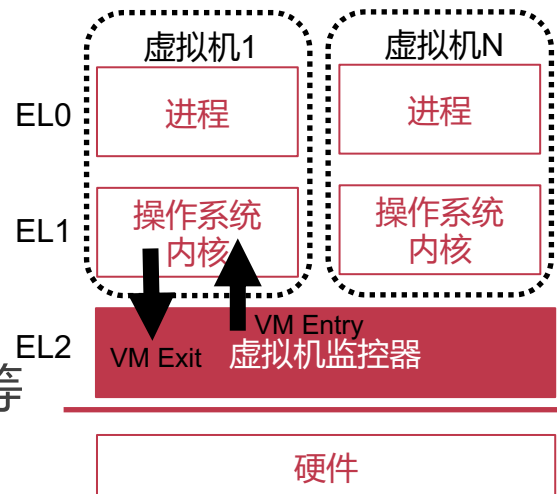 虚拟机1
虚拟机N
EL0
进程
进程
EL1
操作系统
内核
操作系统
内核
EL2
VM Exit
VM Entry
虚拟机监控器
等
硬件